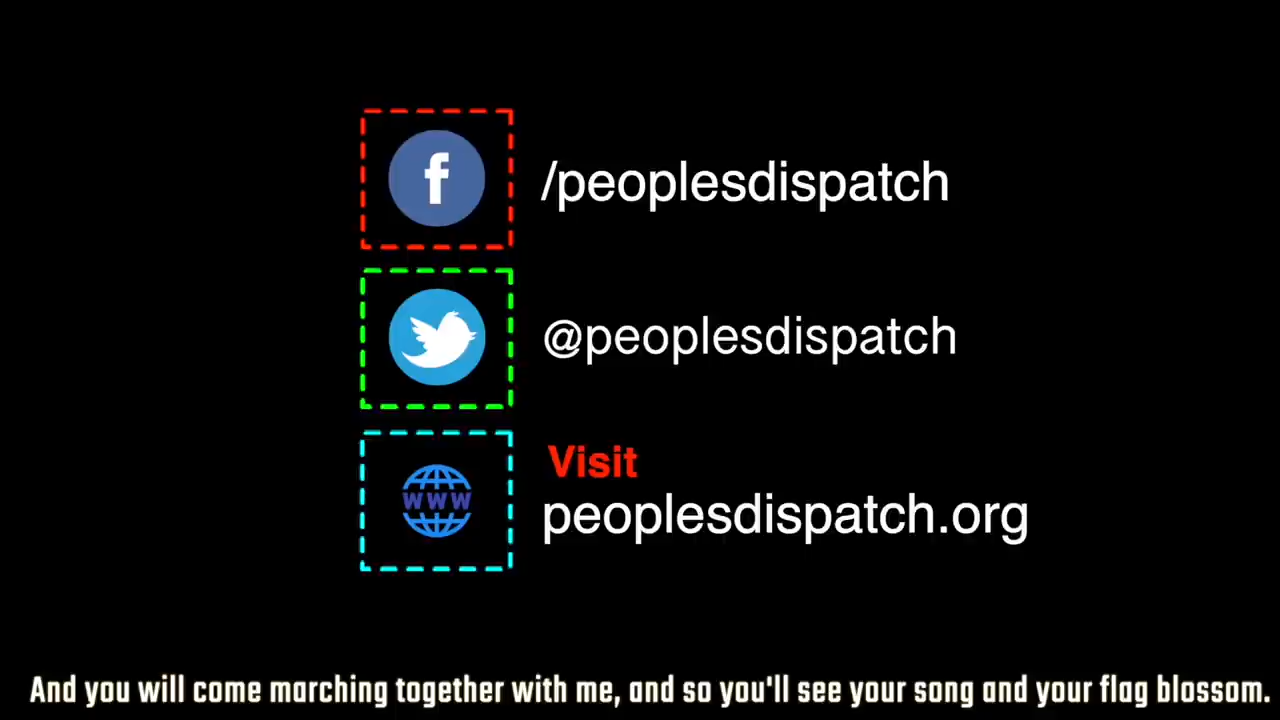 f
/peoplesdispatch
@peoplesdispatch
Visit
www
peoplesdispatch.org
And you will come marching together with me, and so you'll see your song and your flag blossom.